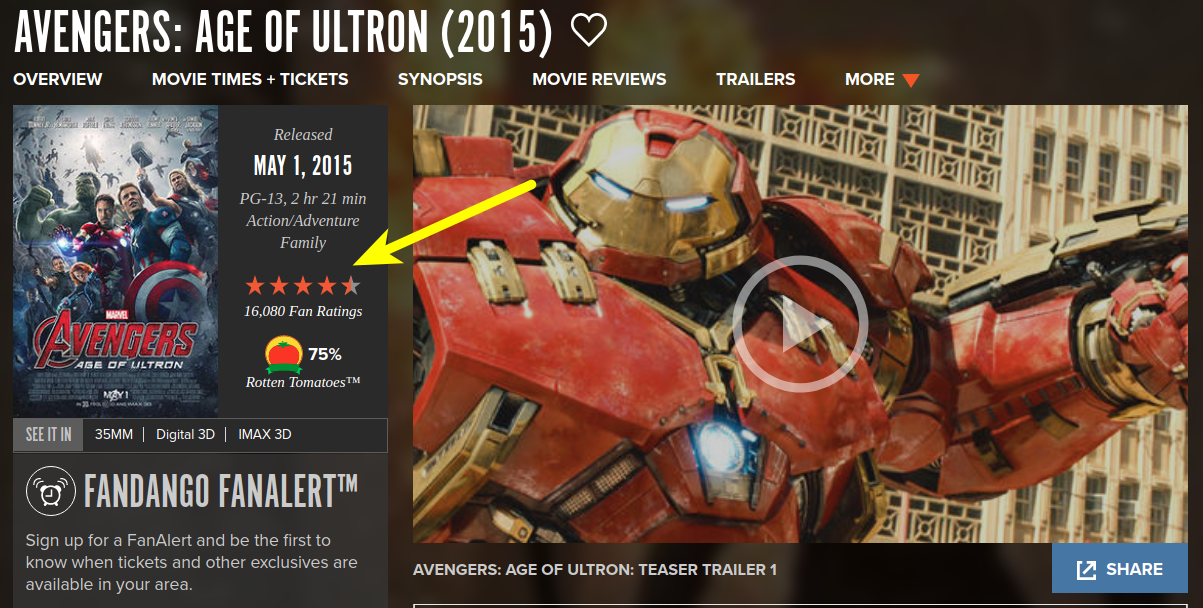 AVENGERS: AGE OF ULTRON (2015)
OVERVIEW MOVIE TIMES + TICKETS SYNOPSIS MOVIE REVIEWS TRAILERS MORE
Released
MAY 1, 2015
PG-13, 2 hr 21 min
Action/Adventure
Family
16,080 Fan Ratings
75%
Rotten Tomatoes™
MARVEL
AVENGERS
AGE OF ULTRON
MAY 1
SEE IT IN 35MM Digital 3D IMAX 3D
FANDANGO FANALERT™
Sign up for a FanAlert and be the first to
know when tickets and other exclusives are
available in your area.
AVENGERS: AGE OF ULTRON: TEASER TRAILER 1
SHARE